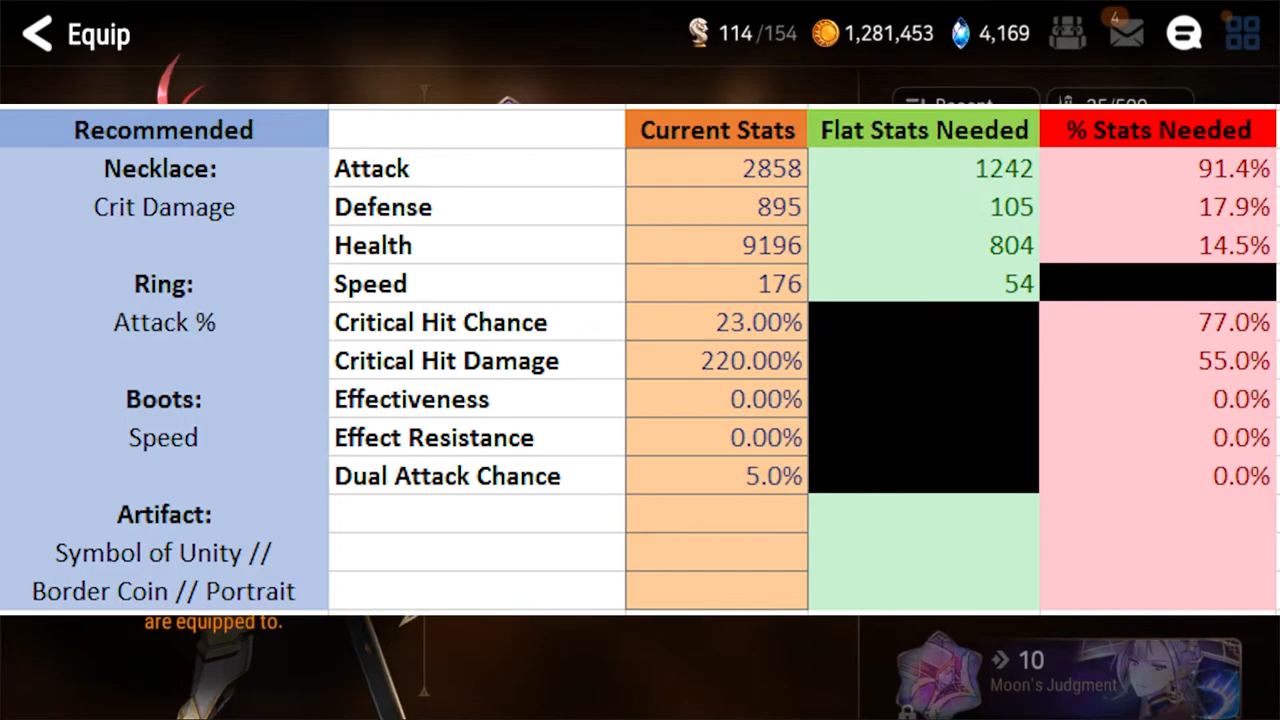 Equip
114/154
1,281,453
4,169
4
Recommended
Current Stats
Flat Stats Needed
% Stats Needed
Necklace:
Attack
2858
1242
91.4%
Crit Damage
Defense
895
105
17.9%
Health
9196
804
14.5%
Ring:
Speed
176
54
Attack %
Critical Hit Chance
23.00%
77.0%
Critical Hit Damage
220.00%
55.0%
Boots:
Effectiveness
0.00%
0.0%
Speed
Effect Resistance
0.00%
0.0%
Dual Attack Chance
5.0%
0.0%
Artifact:
Symbol of Unity //
Border Coin // Portrait
are equipped to.
10
Moon's Judgment